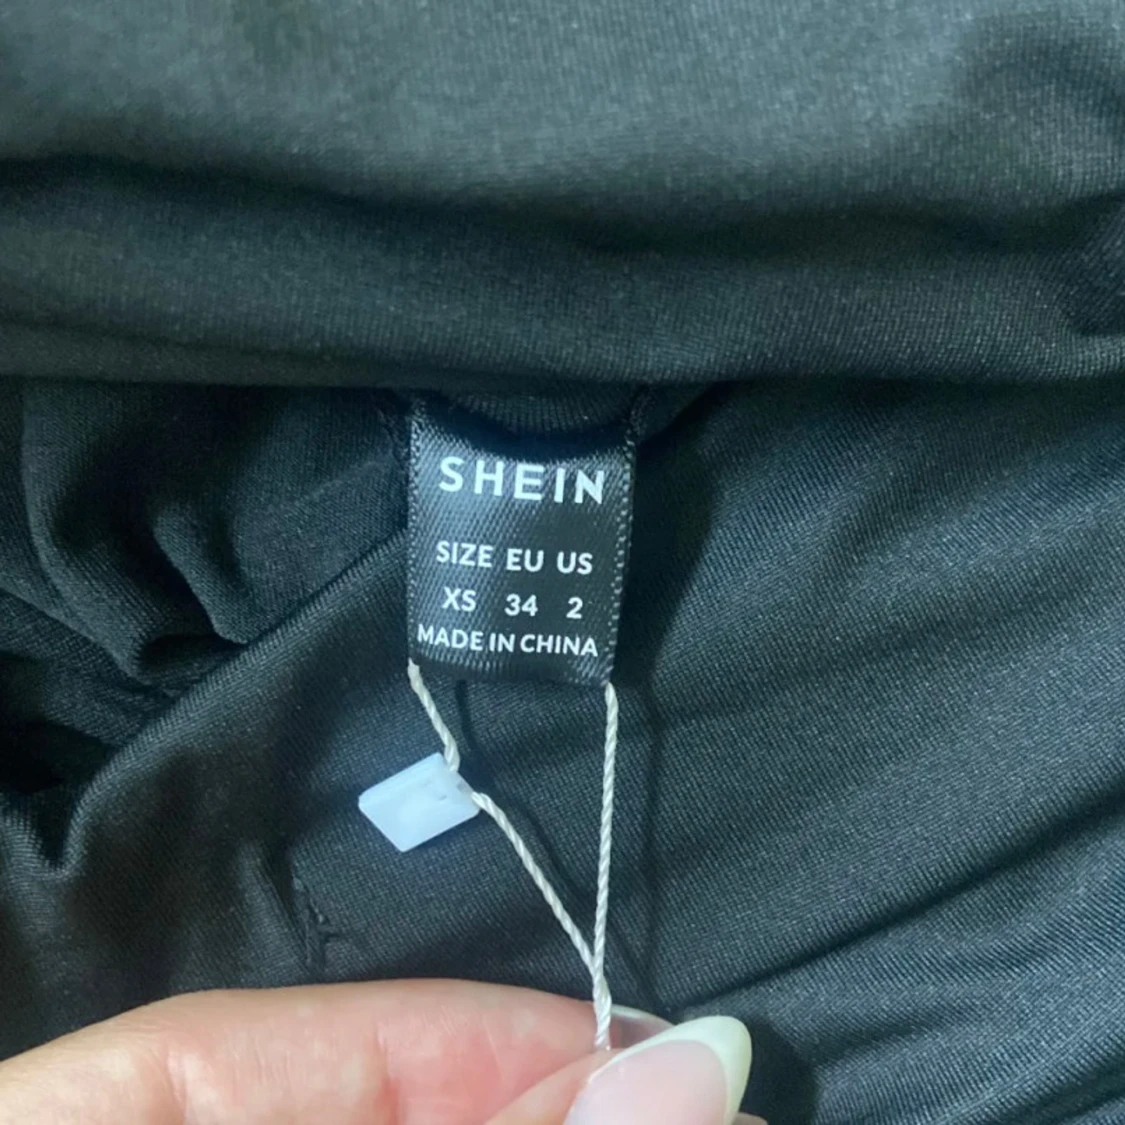 SHEIN
SIZE EU US
XS 34 2
MADE IN CHINA